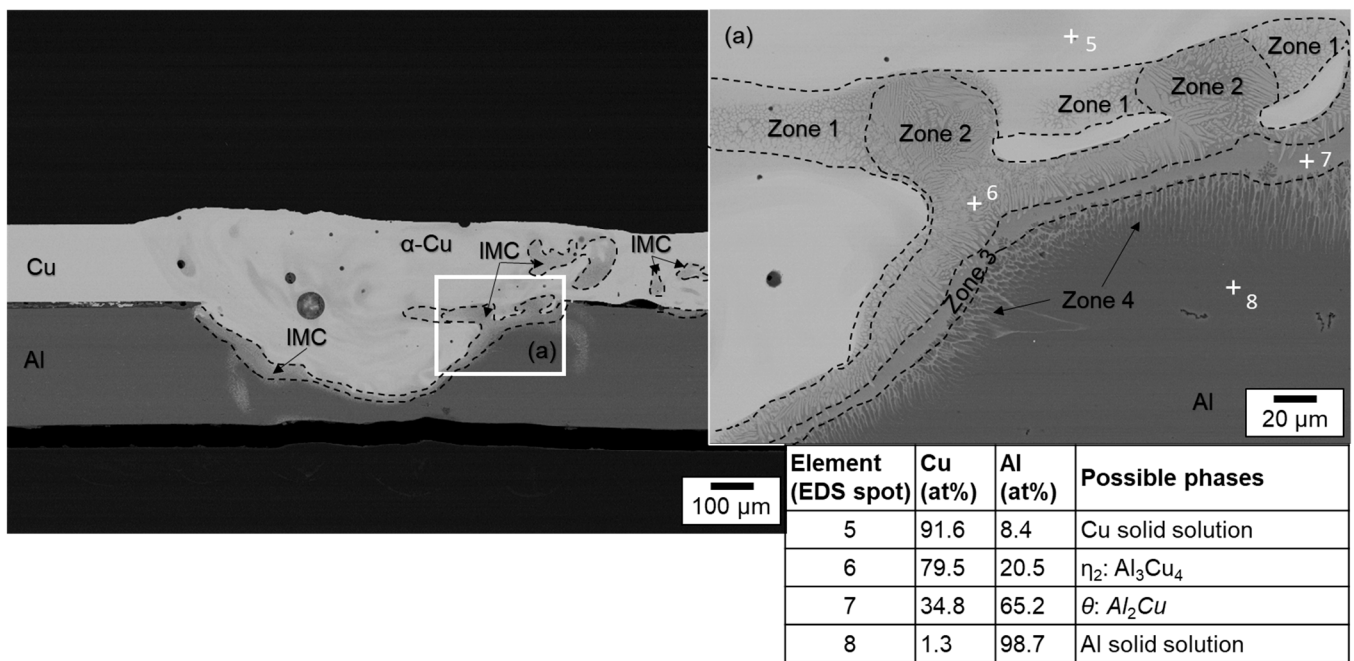 Cu
α-Cu
IMC
IMC
IMC
IMC
Al
(a)
100 µm
(a)
5
Zone 1
Zone 2
Zone 1
Zone 1
Zone 2
7
6
Zone 3
Zone 4
8
Al
20 µm
Element (EDS spot) Cu (at%) Al (at%) Possible phases
5 91.6 8.4 Cu solid solution
6 79.5 20.5 η₂: Al₃Cu₄
7 34.8 65.2 θ: Al₂Cu
8 1.3 98.7 Al solid solution